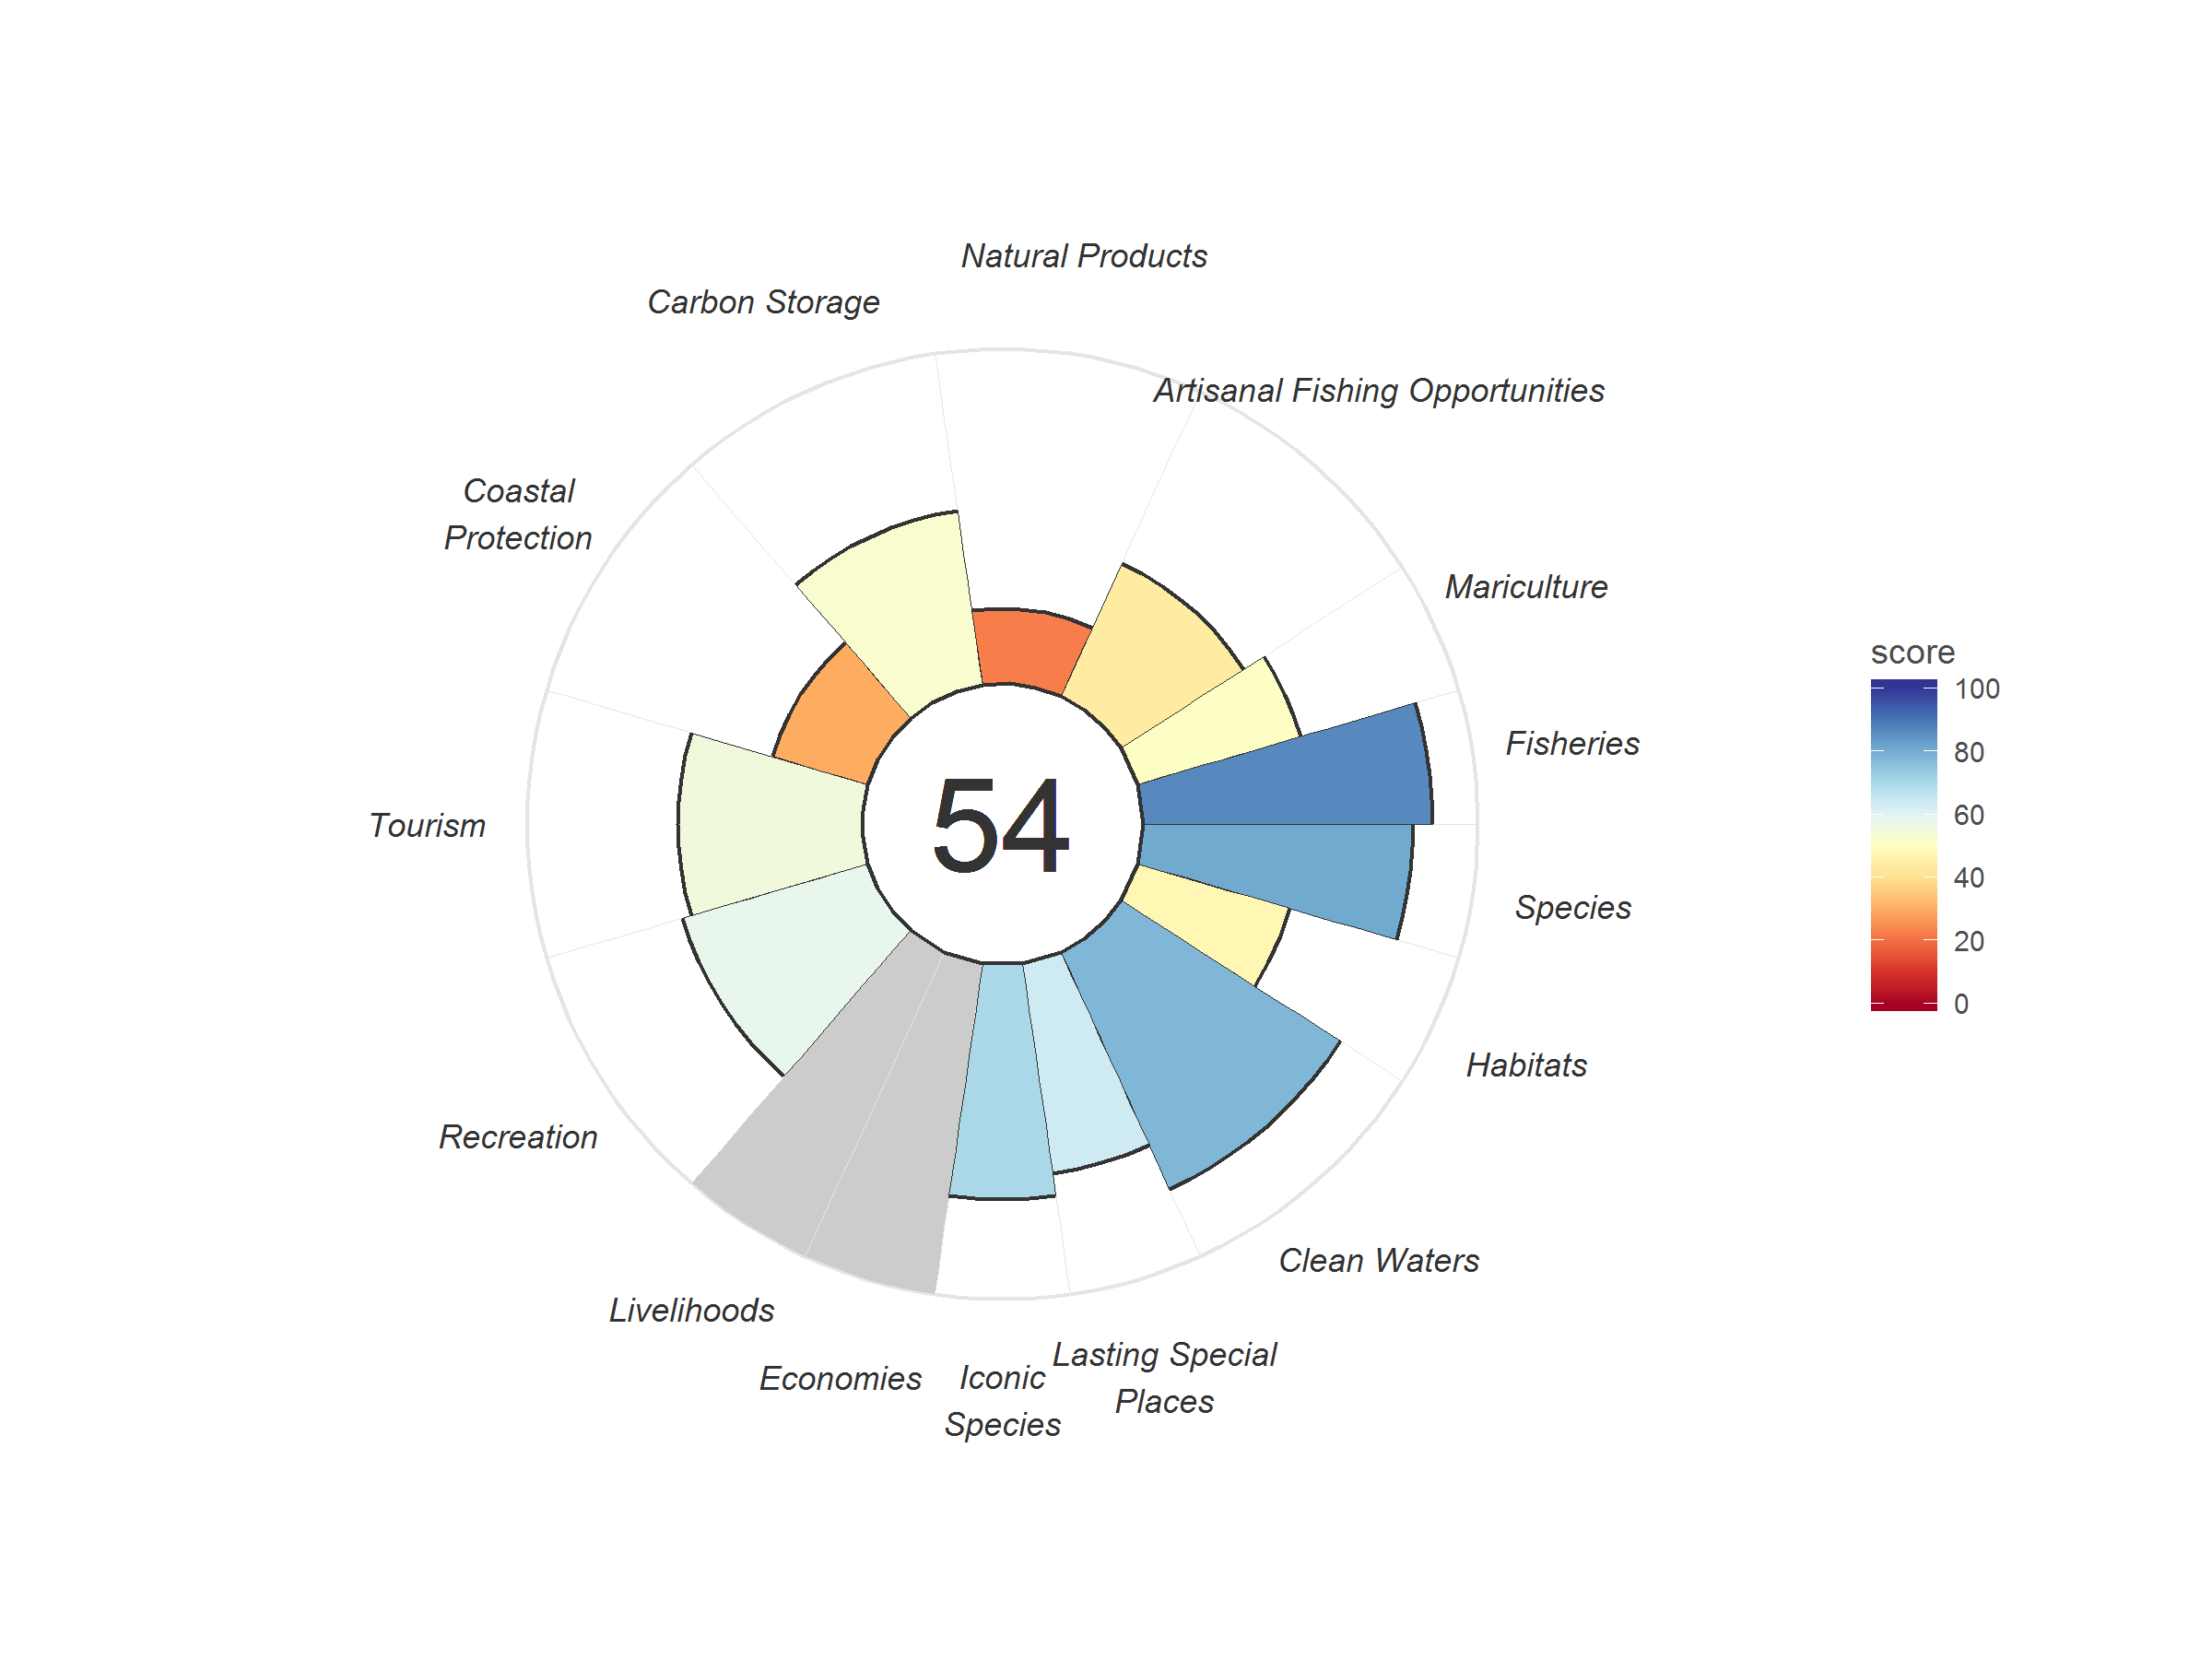 Natural Products
Carbon Storage
Artisanal Fishing Opportunities
Coastal
Protection
Mariculture
score
100
80
60
40
20
0
Fisheries
Tourism
54
Species
Habitats
Recreation
Clean Waters
Livelihoods
Lasting Special
Places
Economies
Iconic
Species